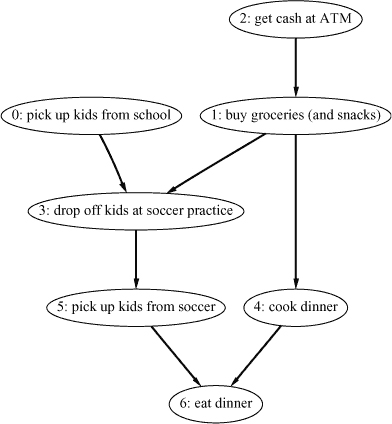 2: get cash at ATM
0: pick up kids from school
1: buy groceries (and snacks)
3: drop off kids at soccer practice
5: pick up kids from soccer
4: cook dinner
6: eat dinner